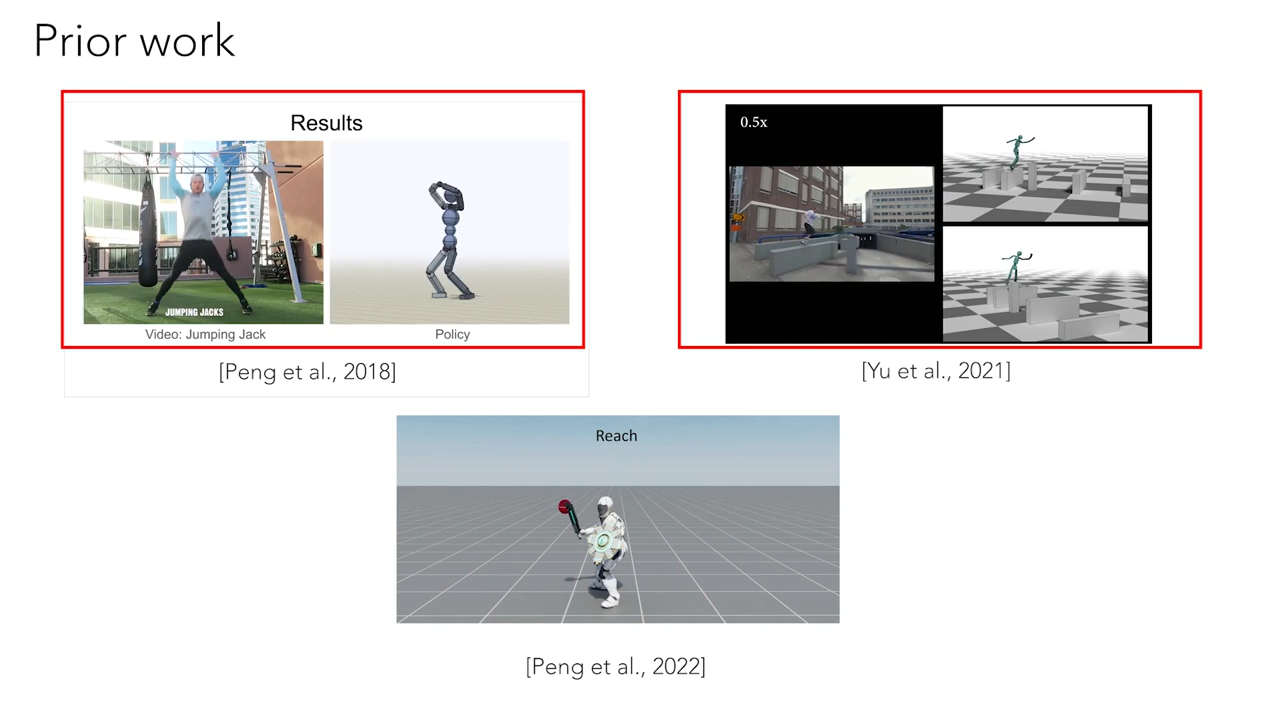 Prior work
Results
JUMPING JACKS
Video: Jumping Jack
Policy
[Peng et al., 2018]
0.5x
[Yu et al., 2021]
Reach
[Peng et al., 2022]